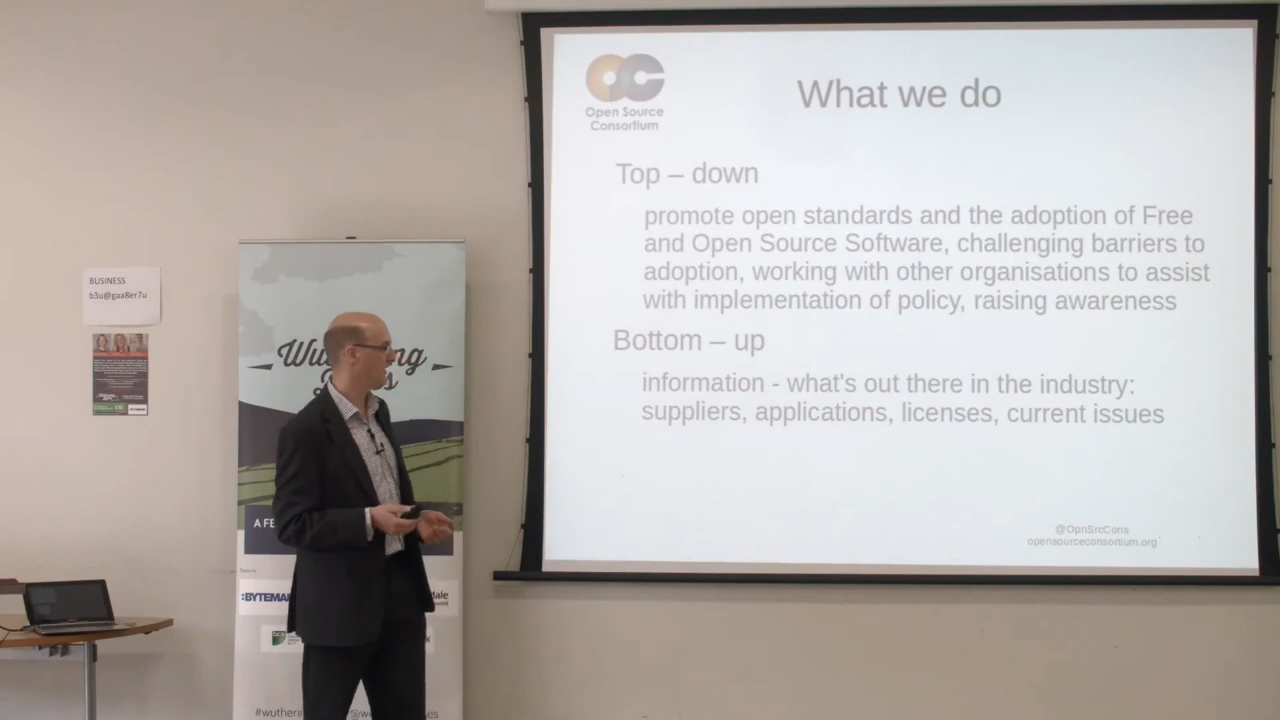 Open Source
Consortium
What we do
Top – down
promote open standards and the adoption of Free
and Open Source Software, challenging barriers to
adoption, working with other organisations to assist
with implementation of policy, raising awareness
Bottom – up
information - what's out there in the industry:
suppliers, applications, licenses, current issues
@OpnSrcCons
opensourceconsortium.org
BUSINESS
b3u@gaa8er7u
A FE
:BYTEMA
dale
#wutheri